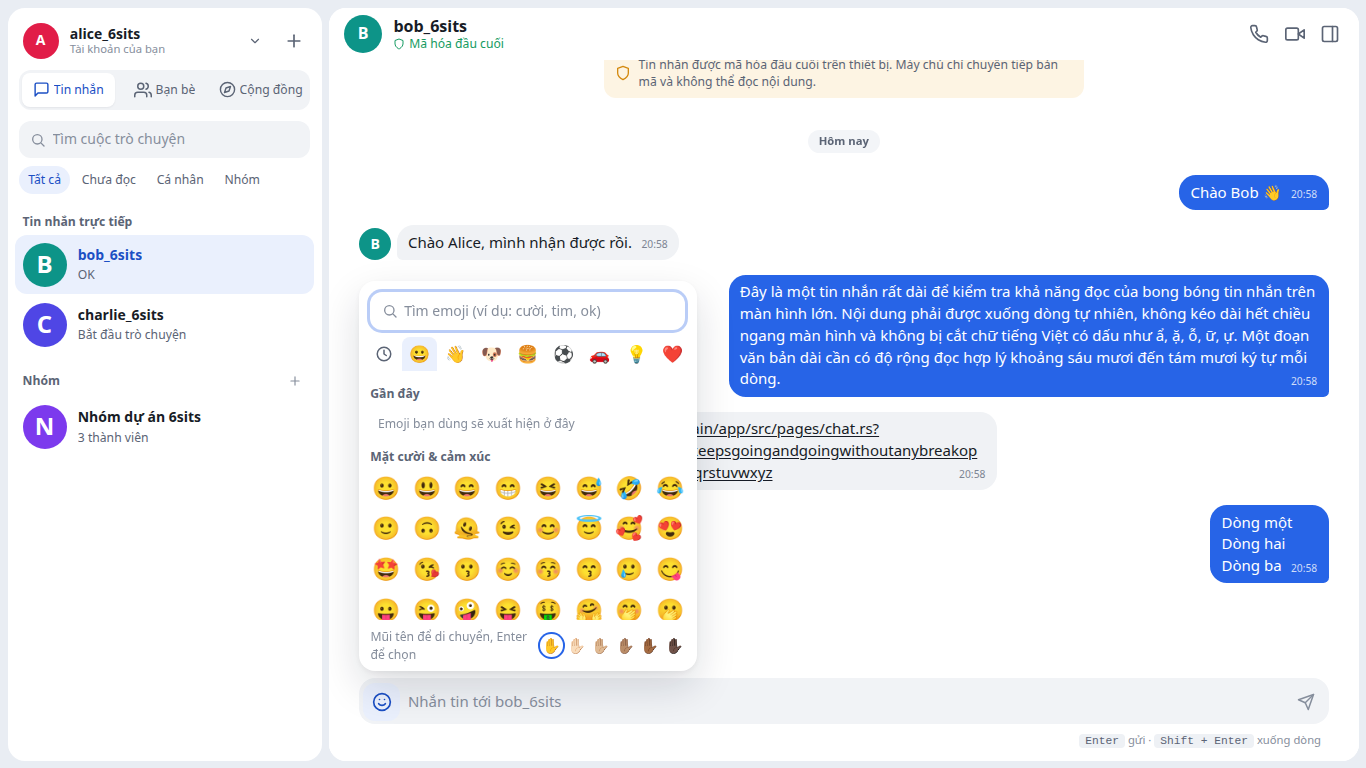 A
alice_6sits
Tài khoản của bạn
Tin nhắn
Bạn bè
Cộng đồng
Tìm cuộc trò chuyện
Tất cả
Chưa đọc
Cá nhân
Nhóm
Tin nhắn trực tiếp
B
bob_6sits
OK
C
charlie_6sits
Bắt đầu trò chuyện
Nhóm
N
Nhóm dự án 6sits
3 thành viên
B
bob_6sits
Mã hóa đầu cuối
Tin nhắn được mã hóa đầu cuối trên thiết bị. Máy chủ chỉ chuyển tiếp bản
mã và không thể đọc nội dung.
Hôm nay
Chào Bob 👋 20:58
B
Chào Alice, mình nhận được rồi. 20:58
Đây là một tin nhắn rất dài để kiểm tra khả năng đọc của bong bóng tin nhắn trên
màn hình lớn. Nội dung phải được xuống dòng tự nhiên, không kéo dài hết chiều
ngang màn hình và không bị cắt chữ tiếng Việt có dấu như ẩ, ặ, ỗ, ữ, ự. Một đoạn
văn bản dài cần có độ rộng đọc hợp lý khoảng sáu mươi đến tám mươi ký tự mỗi
dòng. 20:58
ain/app/src/pages/chat.rs?
eepsgoingandgoingwithoutanybreakop
qrstuvwxyz 20:58
Dòng một
Dòng hai
Dòng ba 20:58
Tìm emoji (ví dụ: cười, tim, ok)
Gần đây
Emoji bạn dùng sẽ xuất hiện ở đây
Mặt cười & cảm xúc
Mũi tên để di chuyển, Enter
để chọn
Nhắn tin tới bob_6sits
Enter gửi · Shift + Enter xuống dòng